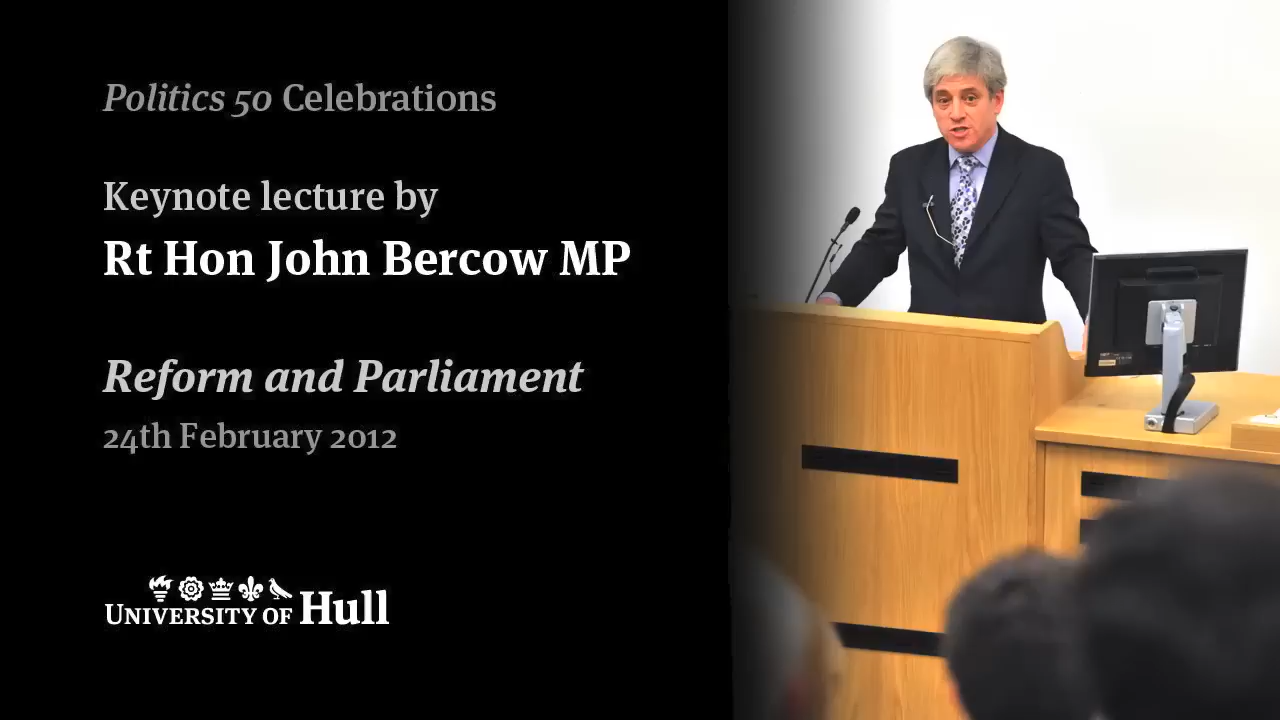 Politics 50 Celebrations
Keynote lecture by
Rt Hon John Bercow MP
Reform and Parliament
24th February 2012
UNIVERSITY OF Hull